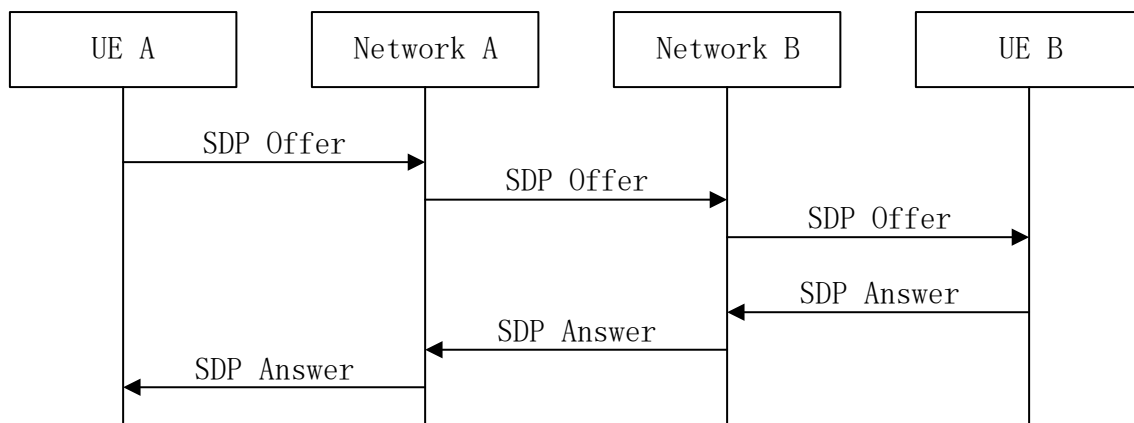 UE A
Network A
Network B
UE B
SDP Offer
SDP Offer
SDP Offer
SDP Answer
SDP Answer
SDP Answer